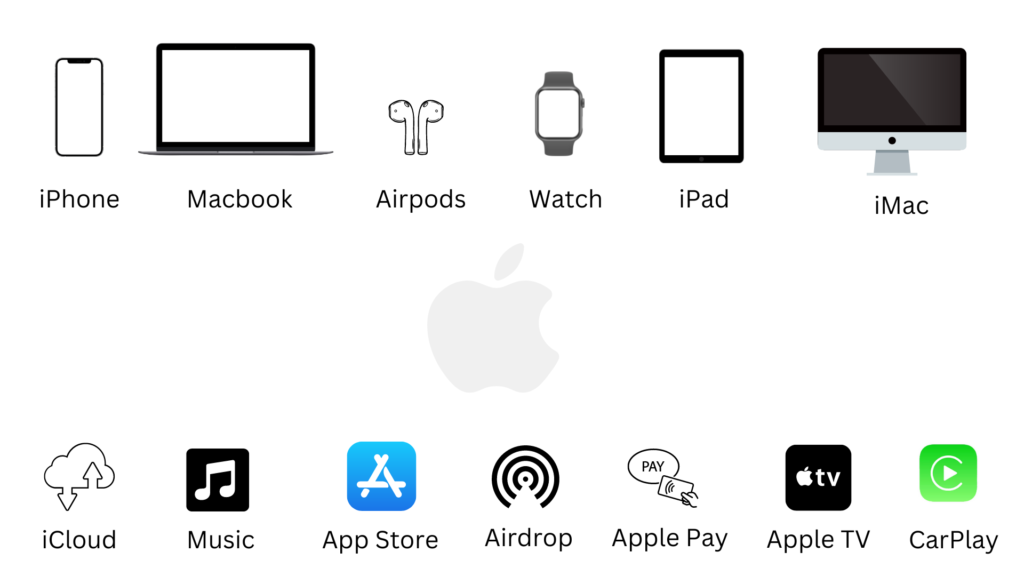 iPhone
Macbook
Airpods
Watch
iPad
iMac
PAY
tv
iCloud
Music
App Store
Airdrop
Apple Pay
Apple TV
CarPlay